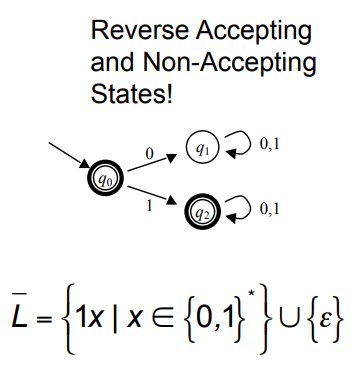 Reverse Accepting
and Non-Accepting
States!
0
q₁
0,1
q₀
1
q₂
0,1
L̅ = {1x | x ∈ {0,1}*} ∪ {ε}